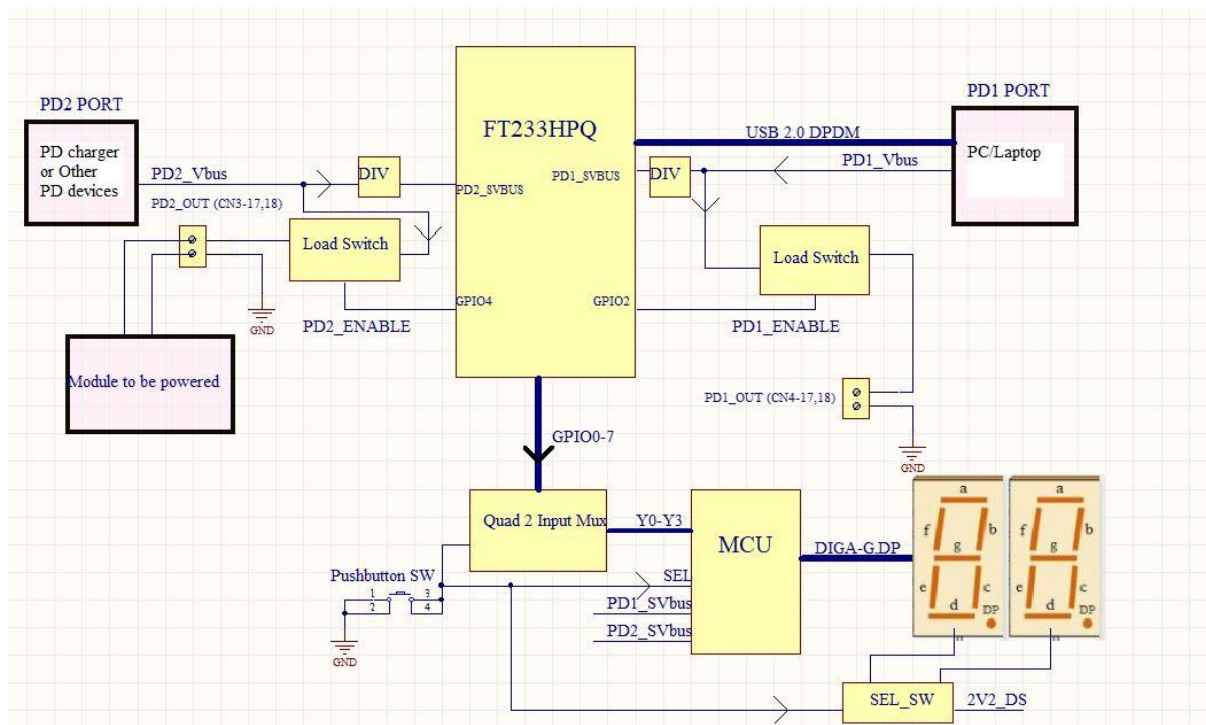 PD2 PORT
PD charger
or Other
PD devices
PD2_Vbus
DIV
PD2_SVBUS
PD2_OUT (CN3-17,18)
Load Switch
GPIO4
GND
PD2_ENABLE
Module to be powered
FT233HPQ
PD1 PORT
USB 2.0 DPDM
PC/Laptop
PD1_Vbus
PD1_SVBUS
DIV
Load Switch
GPIO2
PD1_ENABLE
PD1_OUT (CN4-17,18)
GND
GPIO0-7
Quad 2 Input Mux
Y0-Y3
MCU
DIGA-G.DP
a
f
b
g
e
c
d
DP
a
f
b
g
e
c
d
DP
Pushbutton SW
1
3
2
4
GND
SEL
PD1_SVbus
PD2_SVbus
SEL_SW
2V2_DS